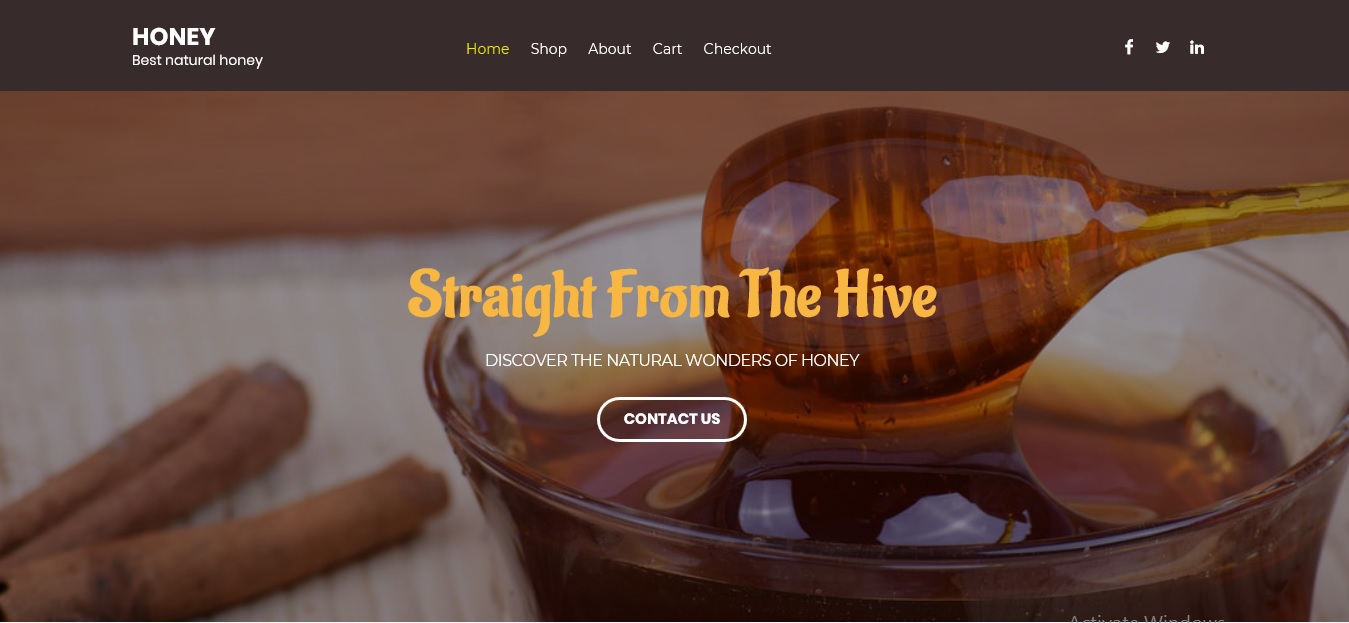 HONEY
Best natural honey
Home Shop About Cart Checkout
Straight From The Hive
DISCOVER THE NATURAL WONDERS OF HONEY
CONTACT US
Activate Windows